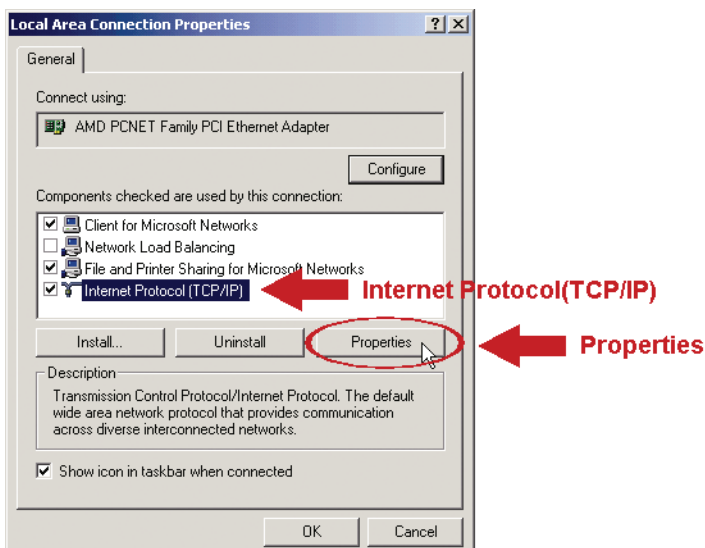 Local Area Connection Properties
General
Connect using:
AMD PCNET Family PCI Ethernet Adapter
Configure
Components checked are used by this connection:
Client for Microsoft Networks
Network Load Balancing
File and Printer Sharing for Microsoft Networks
Internet Protocol (TCP/IP)
Internet Protocol(TCP/IP)
Install...
Uninstall
Properties
Properties
Description
Transmission Control Protocol/Internet Protocol. The default
wide area network protocol that provides communication
across diverse interconnected networks.
Show icon in taskbar when connected
OK
Cancel